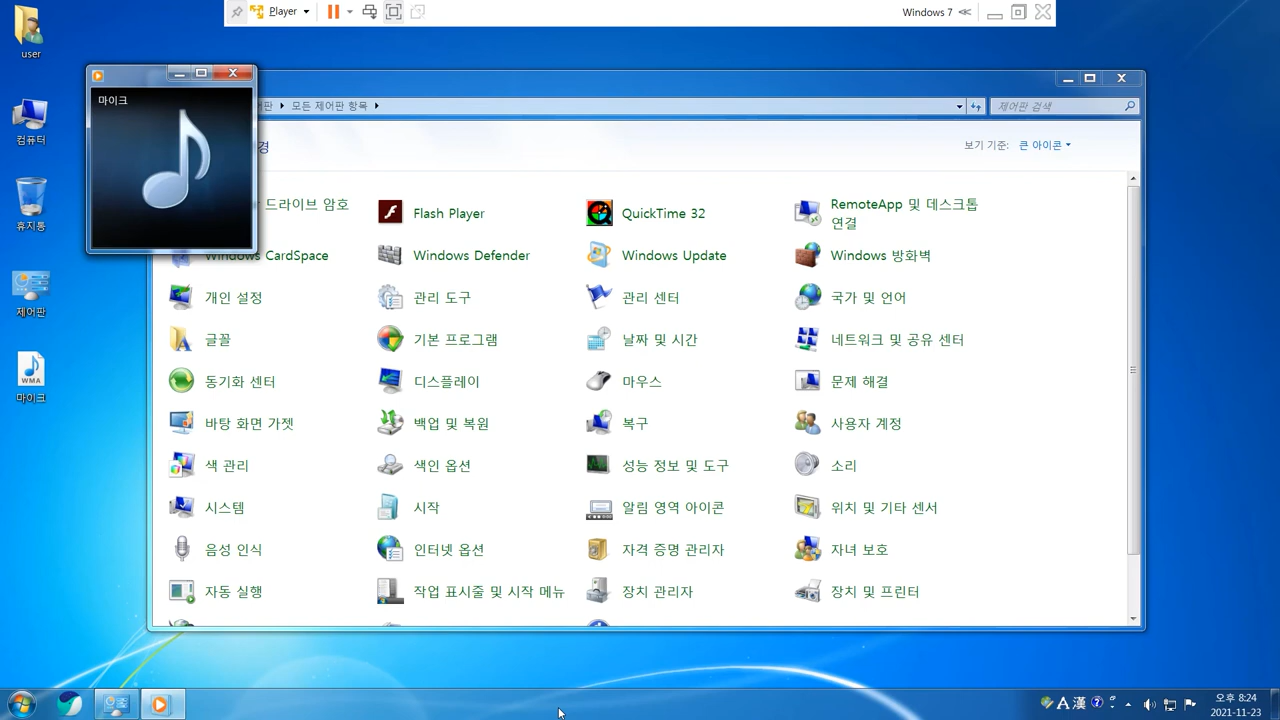 Player
Windows 7
user
컴퓨터
휴지통
제어판
WMA
마이크
마이크
모든 제어판 항목
제어판 검색
보기 기준: 큰 아이콘
드라이브 암호
Flash Player
QuickTime 32
RemoteApp 및 데스크톱
연결
Windows CardSpace
Windows Defender
Windows Update
Windows 방화벽
개인 설정
관리 도구
관리 센터
국가 및 언어
글꼴
기본 프로그램
날짜 및 시간
네트워크 및 공유 센터
동기화 센터
디스플레이
마우스
문제 해결
바탕 화면 가젯
백업 및 복원
복구
사용자 계정
색 관리
색인 옵션
성능 정보 및 도구
소리
시스템
시작
알림 영역 아이콘
위치 및 기타 센서
음성 인식
인터넷 옵션
자격 증명 관리자
자녀 보호
자동 실행
작업 표시줄 및 시작 메뉴
장치 관리자
장치 및 프린터
A 漢
오후 8:24
2021-11-23